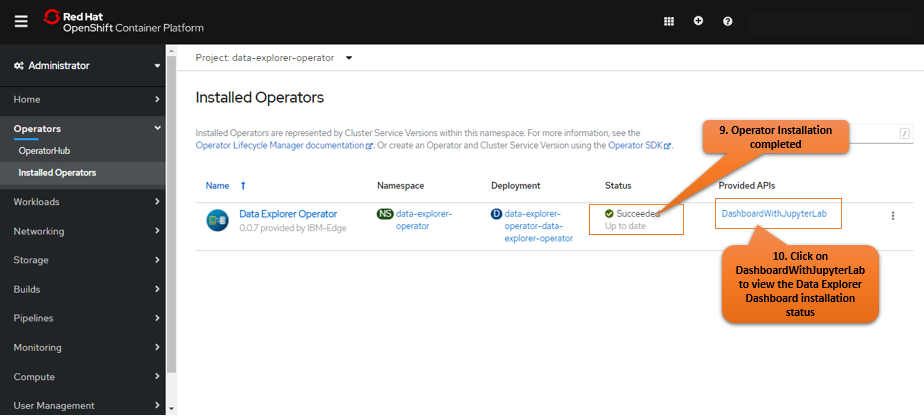 Red Hat
OpenShift Container Platform
Administrator
Project: data-explorer-operator
Home
Operators
OperatorHub
Installed Operators
Workloads
Networking
Storage
Builds
Pipelines
Monitoring
Compute
User Management
Installed Operators
Installed Operators are represented by Cluster Service Versions within this namespace. For more information, see the
Operator Lifecycle Manager documentation. Or create an Operator and Cluster Service Version using the Operator SDK.
/
9. Operator Installation
completed
Name
Namespace
Deployment
Status
Provided APIs
Data Explorer Operator
0.0.7 provided by IBM-Edge
NS data-explorer-
operator
D data-explorer-
operator-data-
explorer-operator
Succeeded
Up to date
DashboardWithJupyterLab
10. Click on
DashboardWithJupyterLab
to view the Data Explorer
Dashboard installation
status